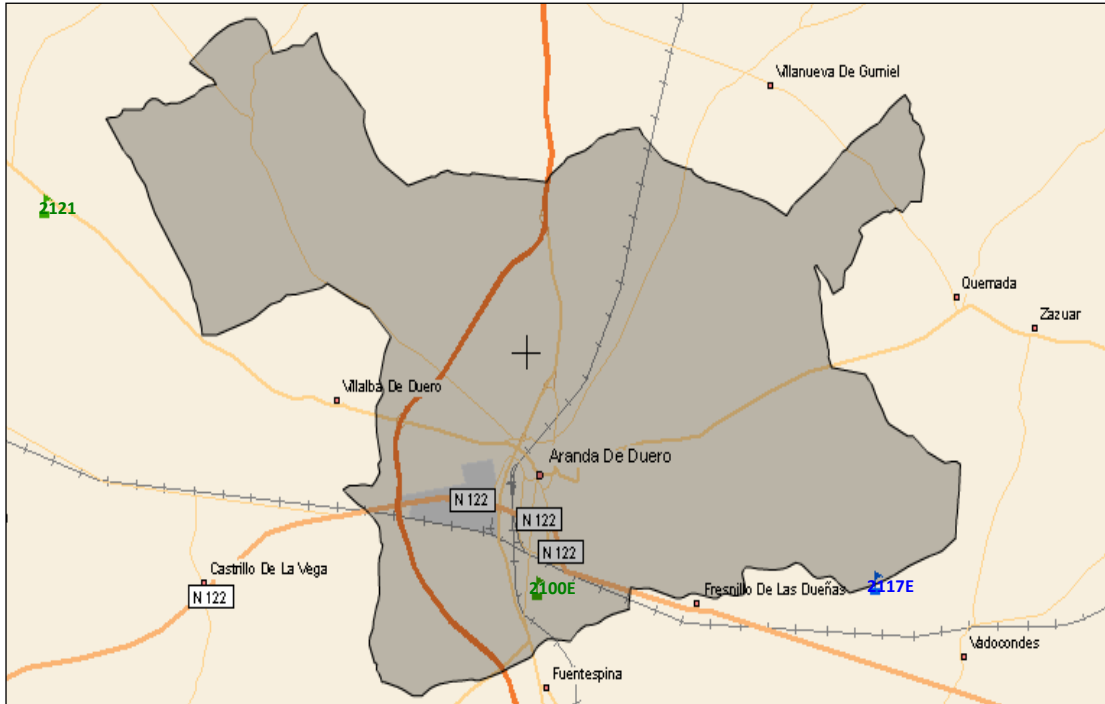 Villanueva De Gumiel
2121
Quemada
Zazuar
Villalba De Duero
Aranda De Duero
N 122
N 122
N 122
Castrillo De La Vega
N 122
2100E
Fresnillo De Las Dueñas
2117E
Vadocondes
Fuentespina